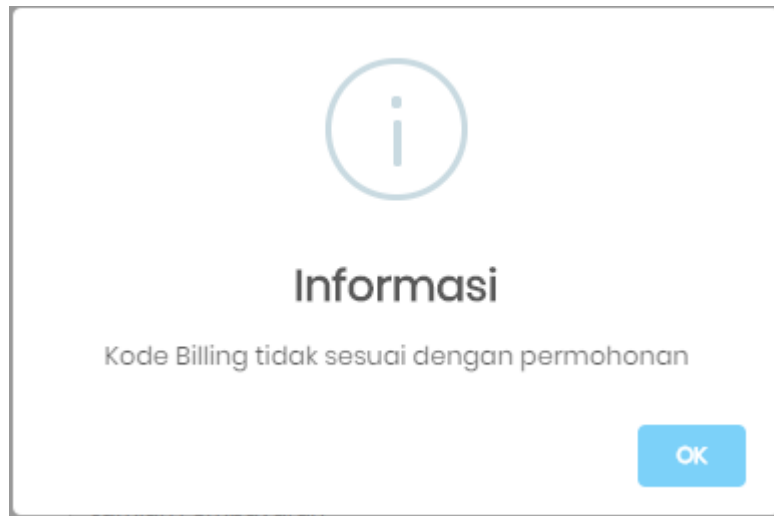 Informasi
Kode Billing tidak sesuai dengan permohonan
OK